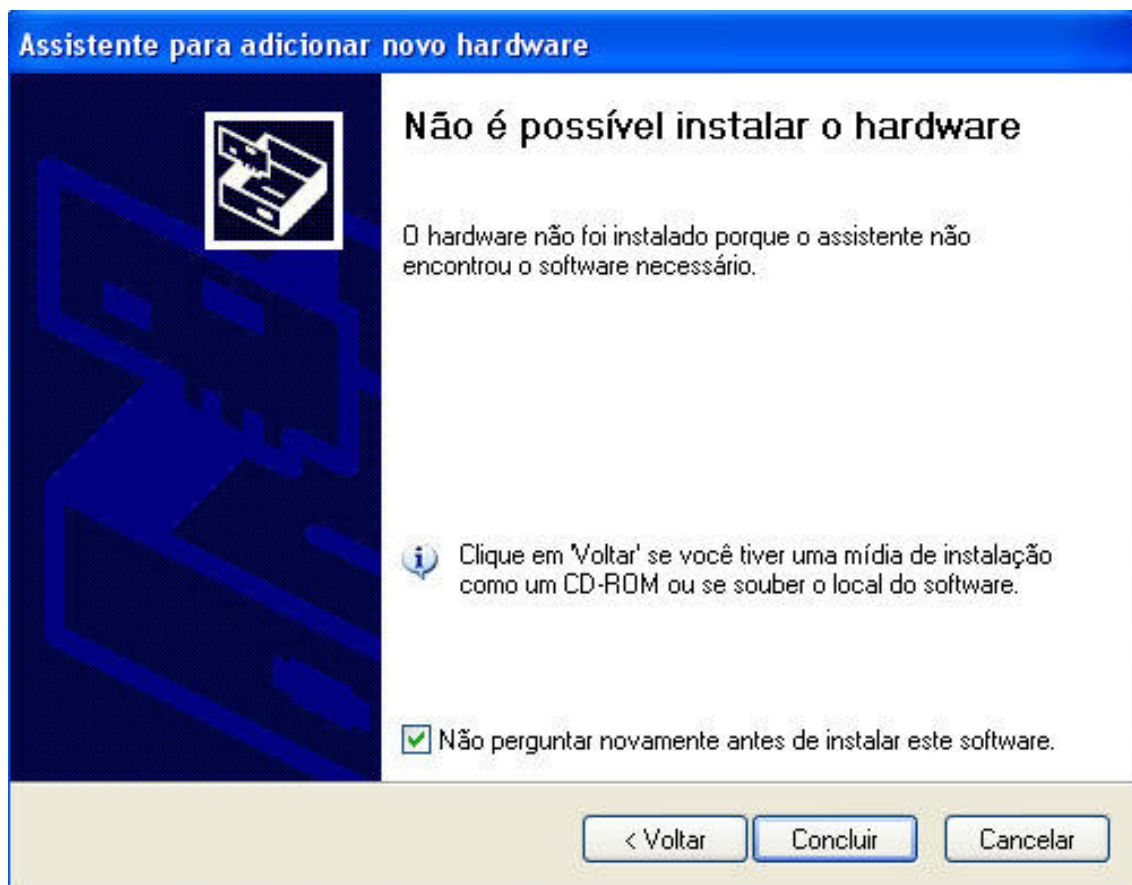 Assistente para adicionar novo hardware
Não é possível instalar o hardware
O hardware não foi instalado porque o assistente não
encontrou o software necessário.
Clique em 'Voltar' se você tiver uma mídia de instalação
como um CD-ROM ou se souber o local do software.
Não perguntar novamente antes de instalar este software.
< Voltar
Concluir
Cancelar